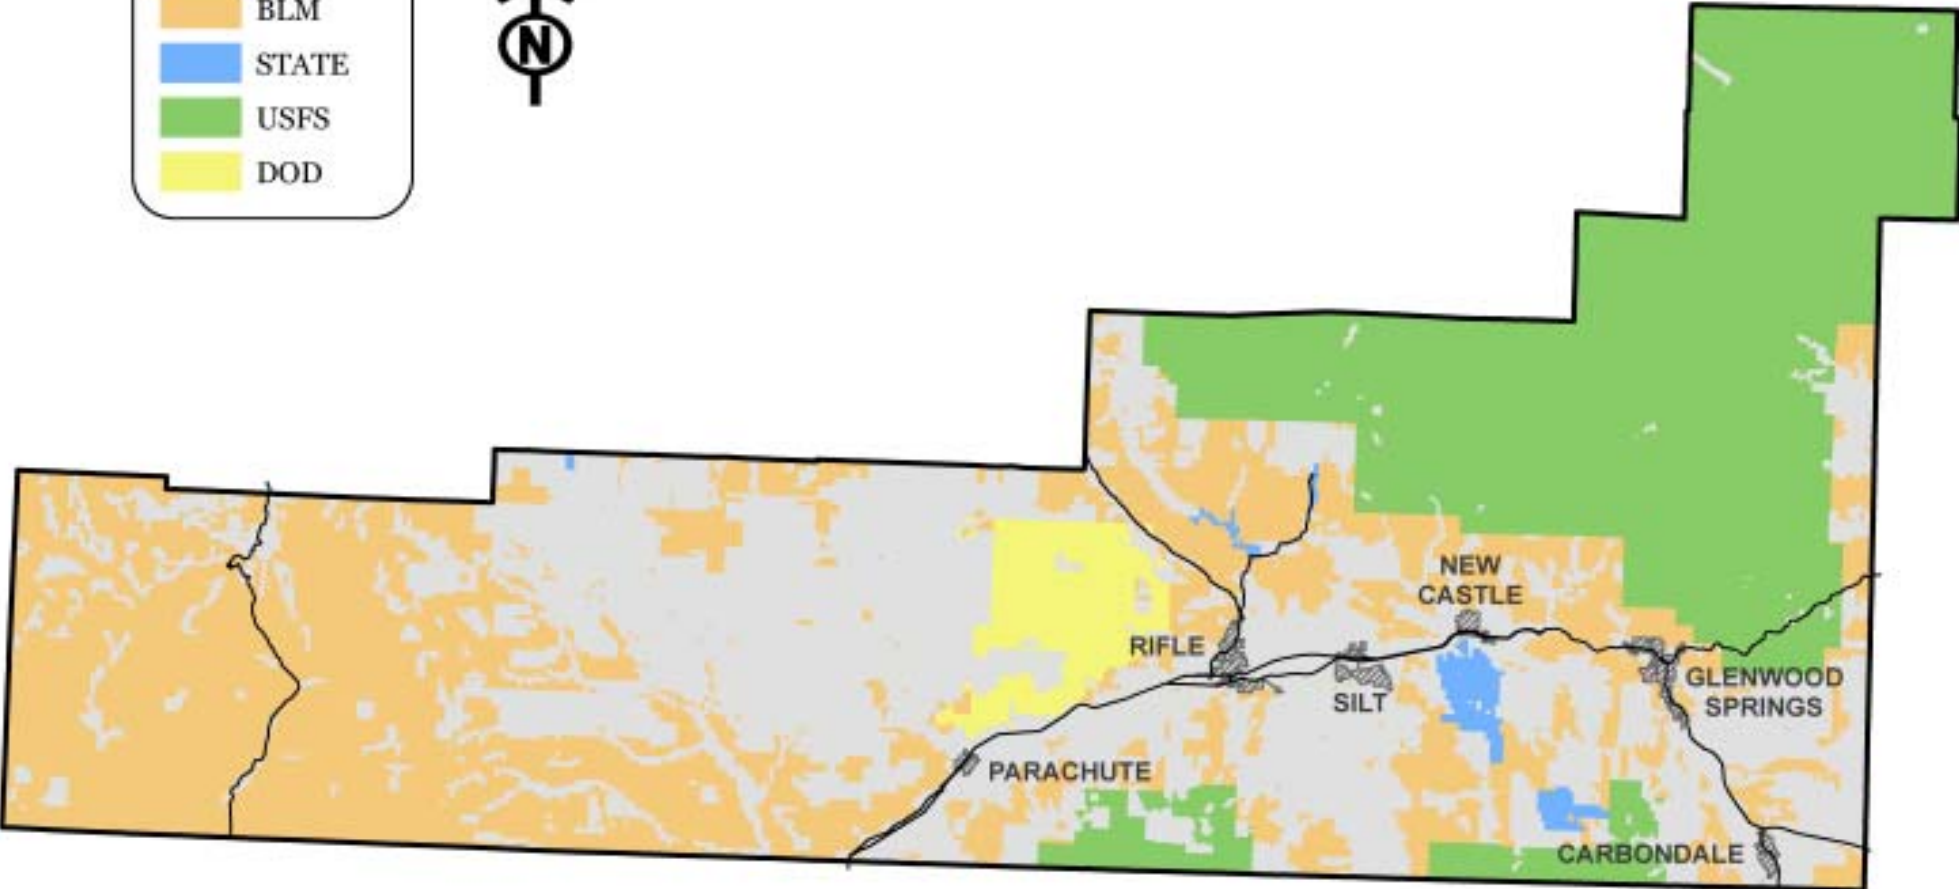 BLM
STATE
USFS
DOD
N
NEW
CASTLE
RIFLE
SILT
GLENWOOD
SPRINGS
PARACHUTE
CARBONDALE